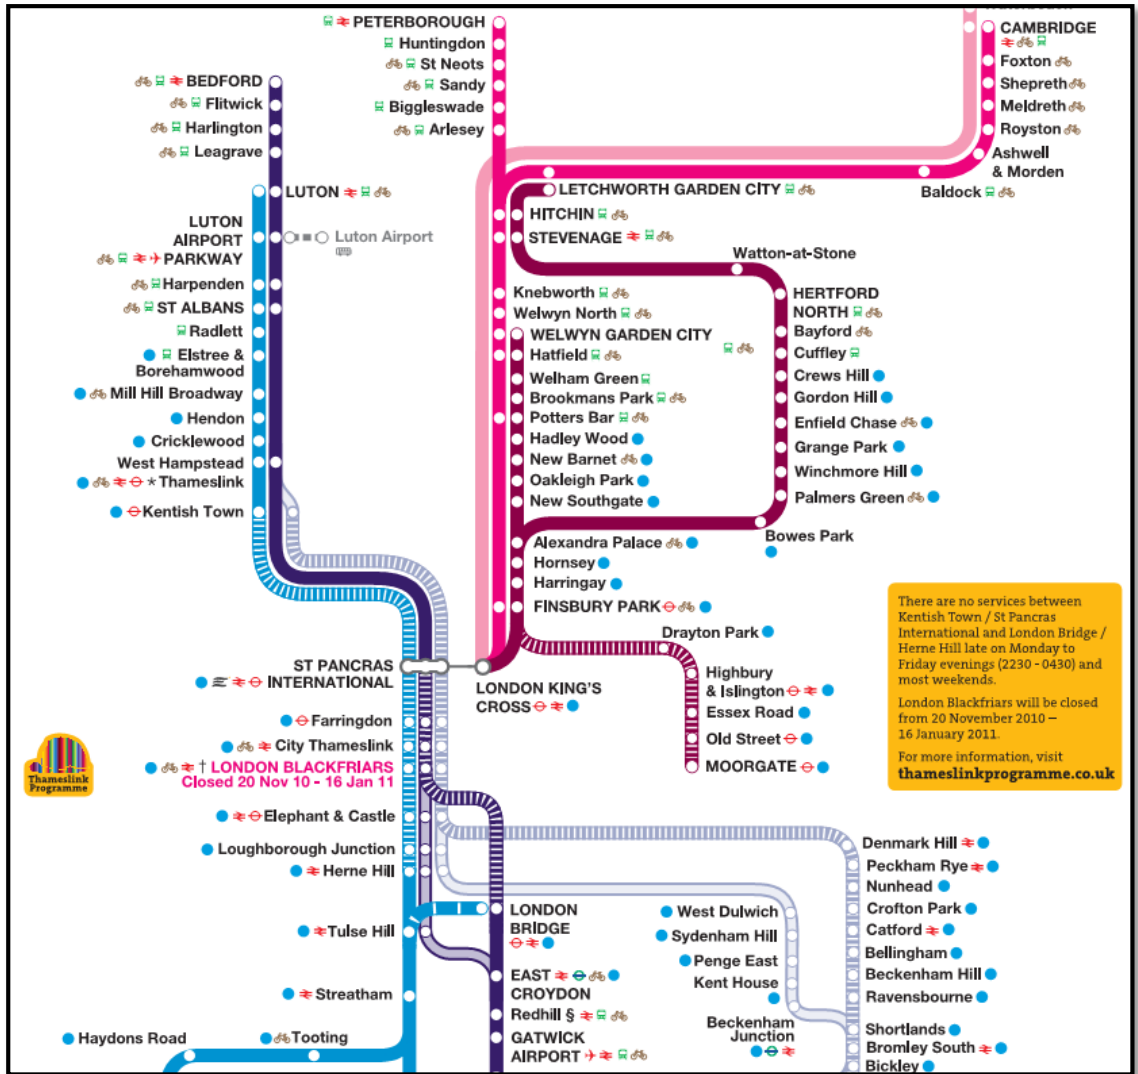 PETERBOROUGH
Huntingdon
St Neots
Sandy
Biggleswade
Arlesey
CAMBRIDGE
Foxton
Shepreth
Meldreth
Royston
Ashwell
& Morden
Baldock
BEDFORD
Flitwick
Harlington
Leagrave
LUTON
LUTON
AIRPORT
PARKWAY
Luton Airport
Harpenden
ST ALBANS
Radlett
Elstree &
Borehamwood
Mill Hill Broadway
Hendon
Cricklewood
West Hampstead
*Thameslink
Kentish Town
LETCHWORTH GARDEN CITY
HITCHIN
STEVENAGE
Watton-at-Stone
Knebworth
Welwyn North
WELWYN GARDEN CITY
Hatfield
Welham Green
Brookmans Park
Potters Bar
Hadley Wood
New Barnet
Oakleigh Park
New Southgate
HERTFORD
NORTH
Bayford
Cuffley
Crews Hill
Gordon Hill
Enfield Chase
Grange Park
Winchmore Hill
Palmers Green
Bowes Park
Alexandra Palace
Hornsey
Harringay
FINSBURY PARK
Drayton Park
Highbury
& Islington
Essex Road
Old Street
MOORGATE
There are no services between
Kentish Town / St Pancras
International and London Bridge /
Herne Hill late on Monday to
Friday evenings (2230 - 0430) and
most weekends.
London Blackfriars will be closed
from 20 November 2010 –
16 January 2011.
For more information, visit
thameslinkprogramme.co.uk
ST PANCRAS
INTERNATIONAL
LONDON KING'S
CROSS
Farringdon
City Thameslink
† LONDON BLACKFRIARS
Closed 20 Nov 10 - 16 Jan 11
Thameslink
Programme
Elephant & Castle
Loughborough Junction
Herne Hill
Tulse Hill
Streatham
Haydons Road
Tooting
LONDON
BRIDGE
EAST
CROYDON
Redhill §
GATWICK
AIRPORT
West Dulwich
Sydenham Hill
Penge East
Kent House
Beckenham
Junction
Denmark Hill
Peckham Rye
Nunhead
Crofton Park
Catford
Bellingham
Beckenham Hill
Ravensbourne
Shortlands
Bromley South
Bickley